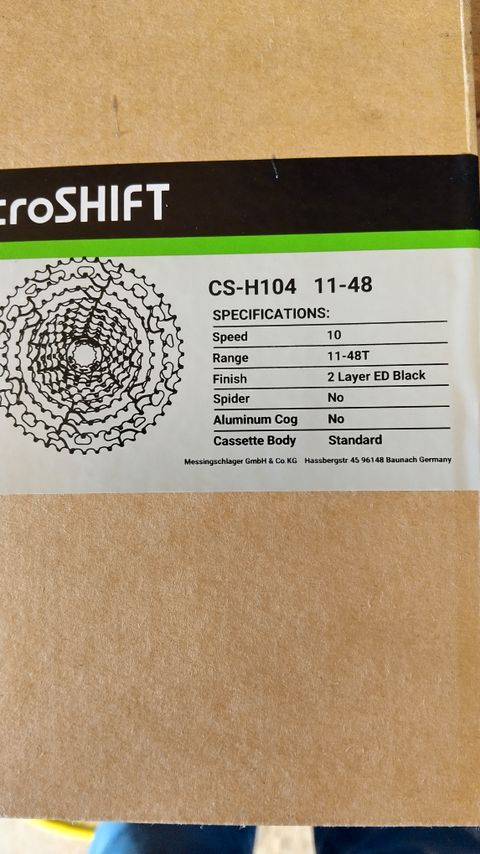 croSHIFT
CS-H104 11-48
SPECIFICATIONS:
Speed 10
Range 11-48T
Finish 2 Layer ED Black
Spider No
Aluminum Cog No
Cassette Body Standard
Messingschlager GmbH & Co KG Hassbergstr 45 96148 Baunach Germany